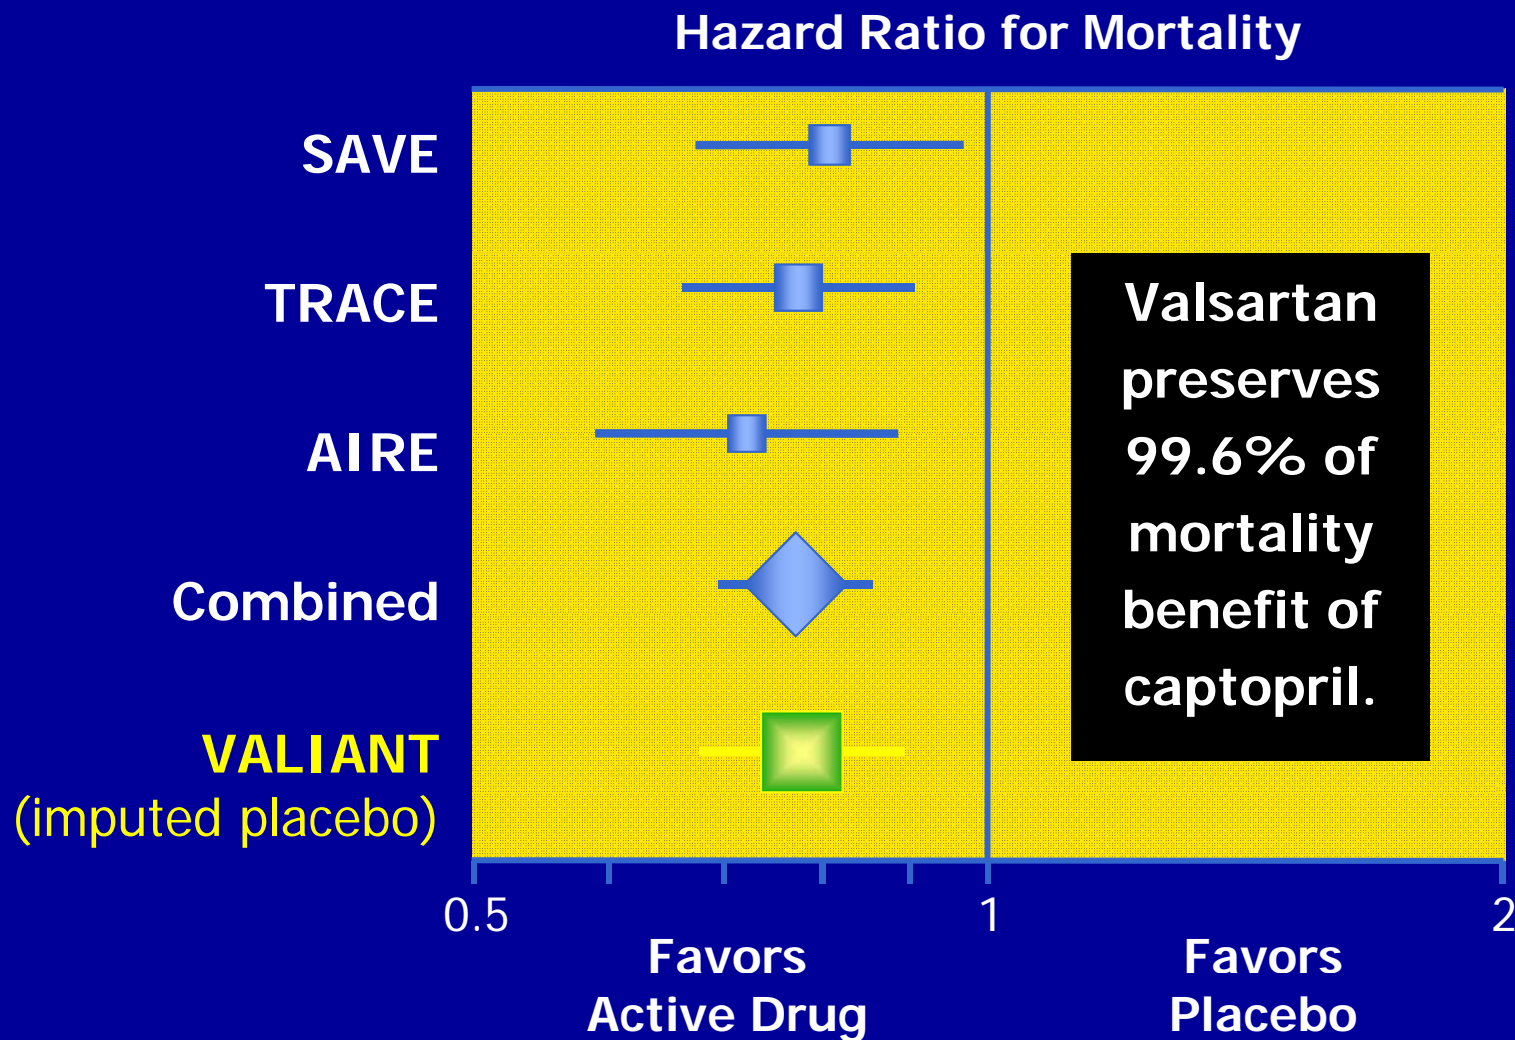 Hazard Ratio for Mortality
SAVE
TRACE
AIRE
Combined
VALIANT
(imputed placebo)
Valsartan
preserves
99.6% of
mortality
benefit of
captopril.
0.5
1
2
Favors
Active Drug
Favors
Placebo